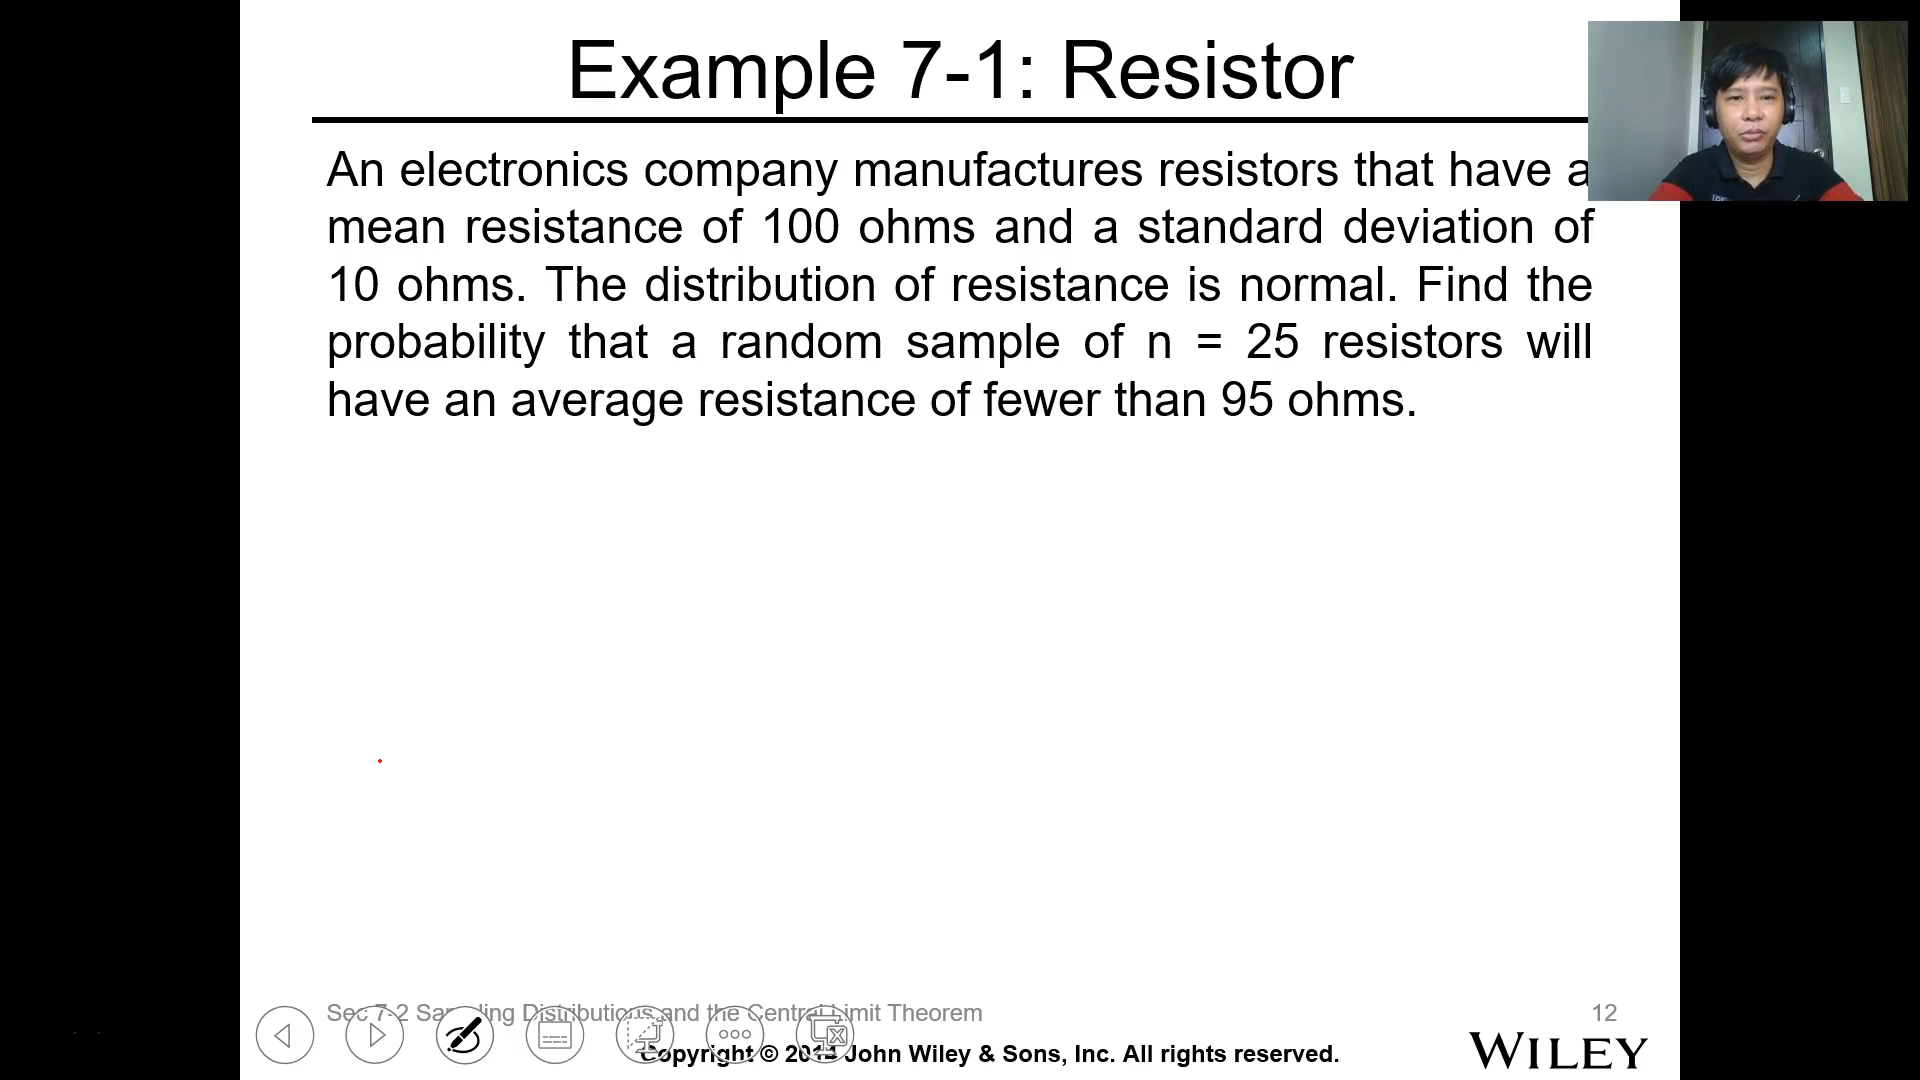 Example 7-1: Resistor
An electronics company manufactures resistors that have a
mean resistance of 100 ohms and a standard deviation of
10 ohms. The distribution of resistance is normal. Find the
probability that a random sample of n = 25 resistors will
have an average resistance of fewer than 95 ohms.
Sec 7-2 Sampling Distributions and the Central Limit Theorem
12
Copyright © 2014 John Wiley & Sons, Inc. All rights reserved.
WILEY